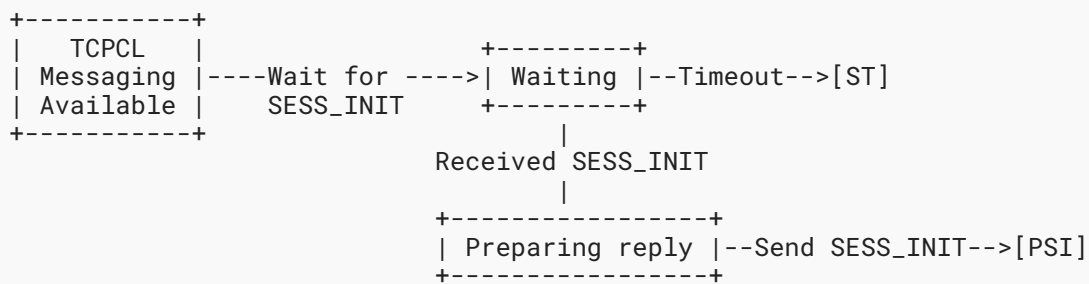 +-----------+
|   TCPCL   |                +---------+
| Messaging |----Wait for ---->| Waiting |--Timeout-->[ST]
| Available |    SESS_INIT     +---------+
+-----------+                       |
                          Received SESS_INIT
                                    |
                          +-----------------+
                          | Preparing reply |--Send SESS_INIT-->[PSI]
                          +-----------------+